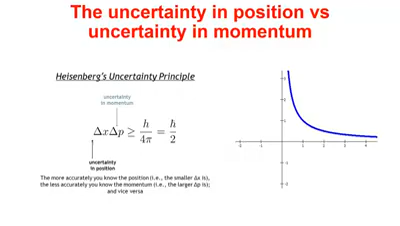 The uncertainty in position vs
uncertainty in momentum
Heisenberg's Uncertainty Principle
uncertainty
in momentum
ΔxΔp ≥ h/4π = ħ/2
uncertainty
in position
The more accurately you know the position (i.e., the smaller Δx is),
the less accurately you know the momentum (i.e., the larger Δp is);
and vice versa